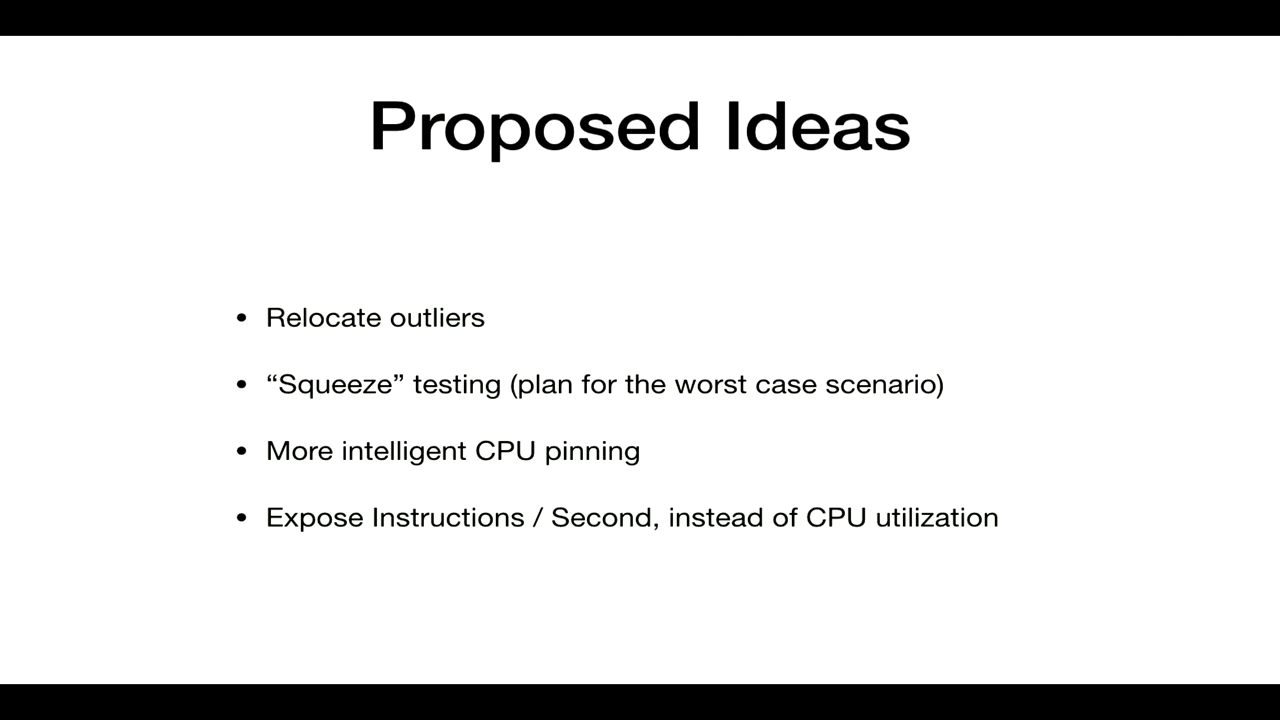 Proposed Ideas
• Relocate outliers
• “Squeeze” testing (plan for the worst case scenario)
• More intelligent CPU pinning
• Expose Instructions / Second, instead of CPU utilization